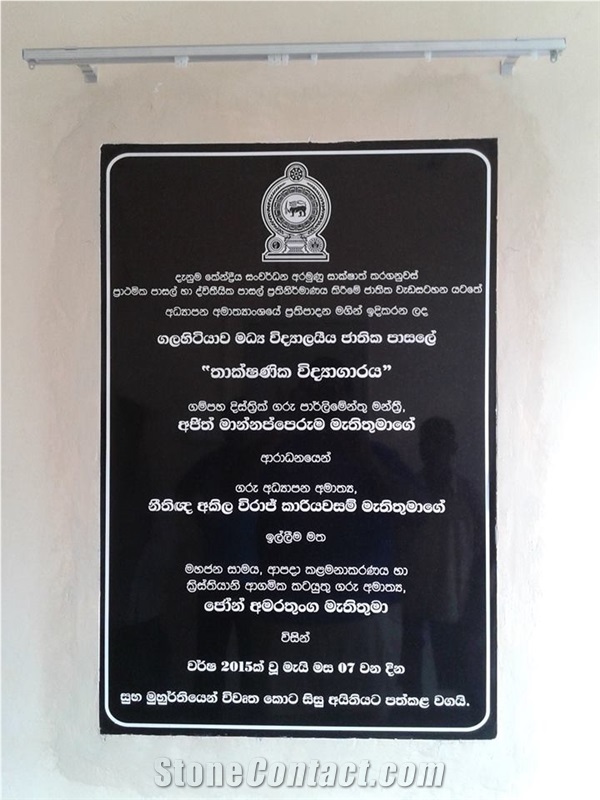 දැනුම කේන්ද්‍රීය සංවර්ධන අරමුණු සාක්ෂාත් කරගනුවස්
ප්‍රාථමික පාසල් හා ද්විතීයික පාසල් ප්‍රතිනිර්මාණය කිරීමේ ජාතික වැඩසටහන යටතේ
අධ්‍යාපන අමාත්‍යාංශයේ ප්‍රතිපාදන මගින් ඉදිකරන ලද
ගලහිටියාව මධ්‍ය විද්‍යාලයීය ජාතික පාසලේ
“තාක්ෂණික විද්‍යාගාරය”
ගම්පහ දිස්ත්‍රික් ගරු පාර්ලිමේන්තු මන්ත්‍රී,
අජිත් මාන්නප්පෙරුම මැතිතුමාගේ
ආරාධනයෙන්
ගරු අධ්‍යාපන අමාත්‍ය,
නීතිඥ අකිල විරාජ් කාරියවසම් මැතිතුමාගේ
ඉල්ලීම මත
මහජන සාමය, ආපදා කළමනාකරණය හා
ක්‍රිස්තියානි ආගමික කටයුතු ගරු අමාත්‍ය,
ජෝන් අමරතුංග මැතිතුමා
විසින්
වර්ෂ 2015ක් වූ මැයි මස 07 වන දින
සුභ මුහුර්තියෙන් විවෘත කොට සිසු අයිතියට පත්කළ වගයි.
StoneContact.com